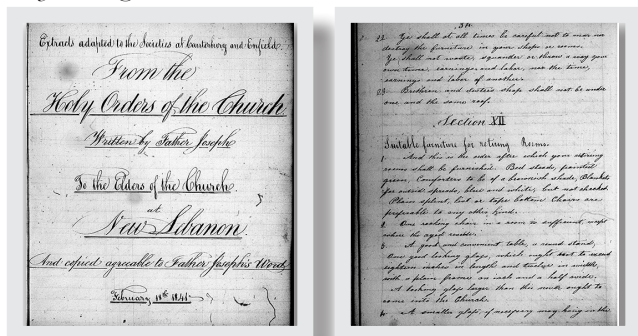 Extracts adapted to the Societies at Canterbury and Enfield.
From the
Holy Orders of the Church
Written by Father Joseph
To the Elders of the Church
at
New Lebanon.
And copied agreeable to Father Joseph's Word
February 18th 1841
22 Ye shall at all times be careful not to mar nor
destroy the furniture in your shops or rooms.
Ye shall not waste, squander or throw away your
own time, earnings and labor, nor the time,
earnings and labor of another.
23 Brethren and sisters shops shall not be under
one and the same roof.
Section XII
Suitable furniture for retiring Rooms.
1 And this is the order after which your retiring
rooms shall be furnished. Bed steads, painted
green, Comforters to be of a brownish shade, Blankets
for outside spreads, blue and white, but not checked.
Plain splint, list or tape bottom Chairs are
preferable to any other kind.
2 One rocking chair in a room is sufficient, except
where the aged reside.
3 A good and convenient table, a round stand,
One good looking glass, which ought not to exceed
eighteen inches in length and twelve in width,
with a plain frame an inch and a half wide.
A looking glass larger than this much ought to
come into the Church.
4 A smaller glass, if necessary may hang in the